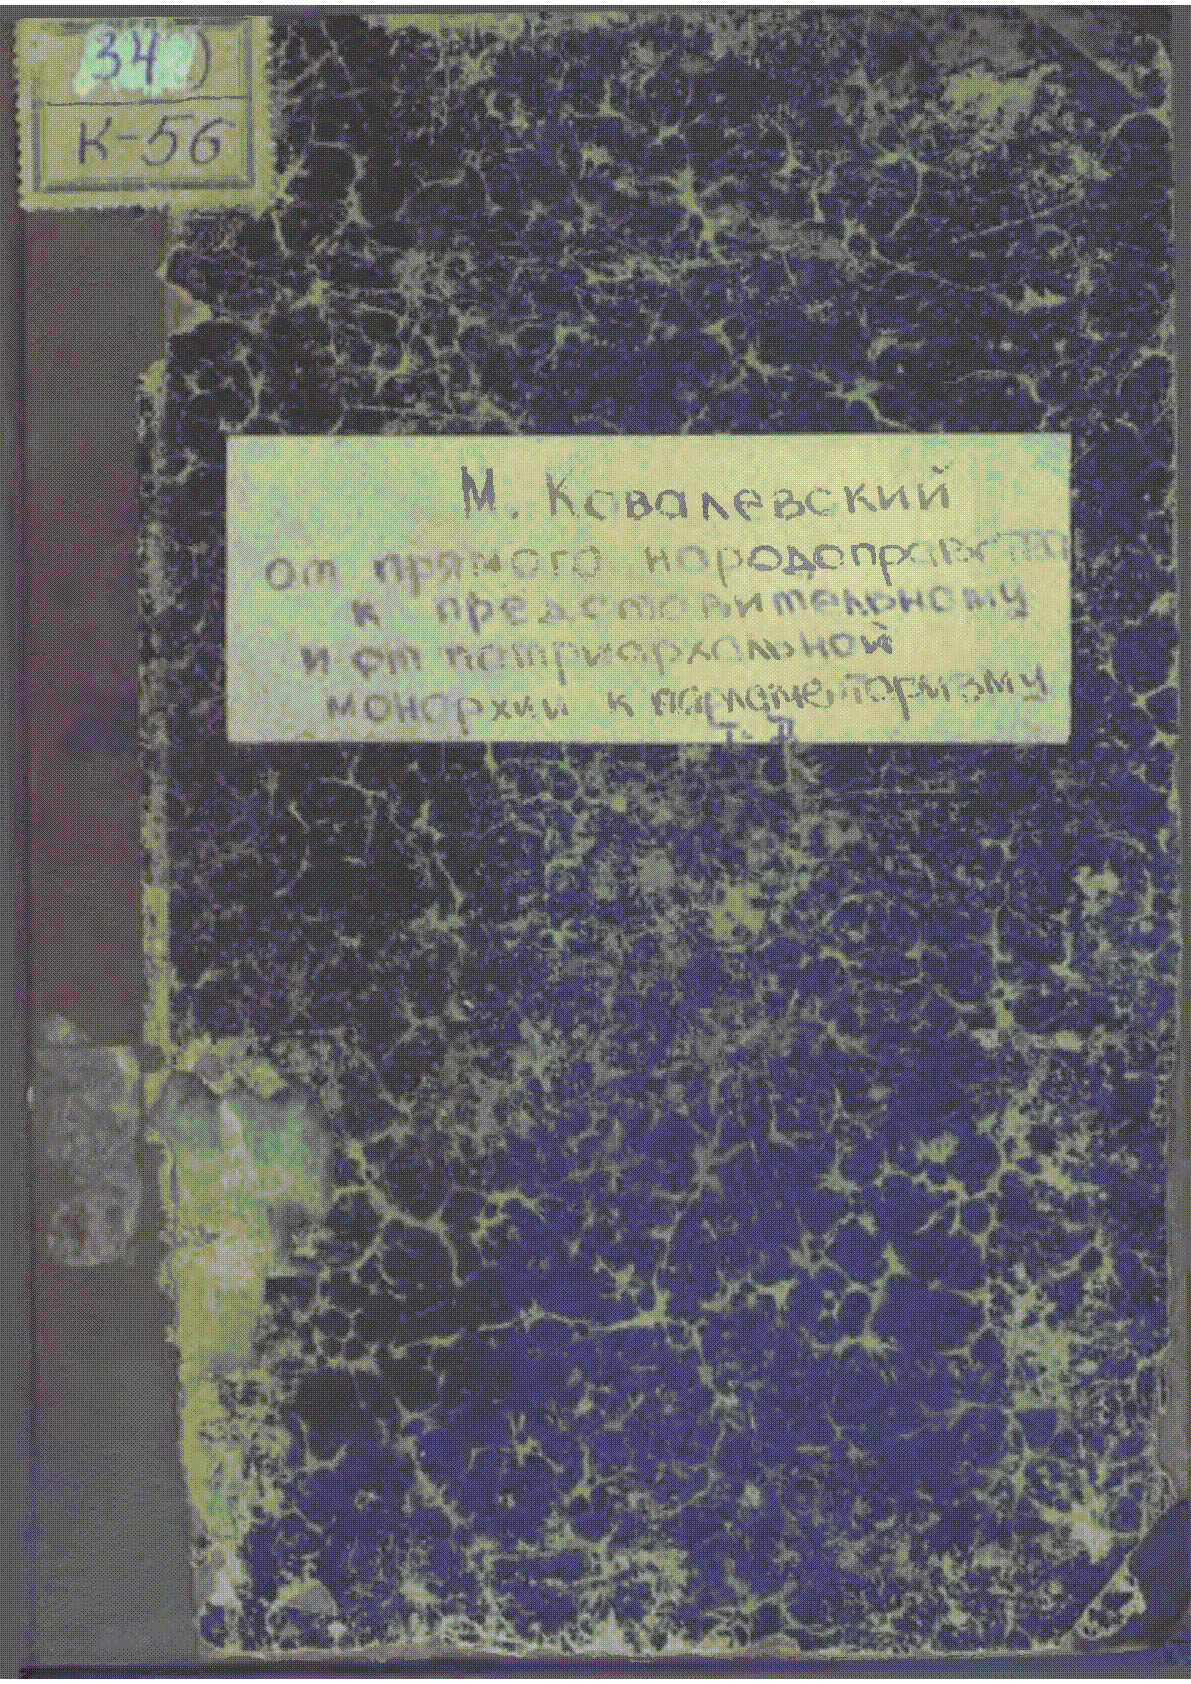 34)
К-56
М. Ковалевский
от прямого народоправства
к представительному
и от патриархальной
монархии к парламентаризму